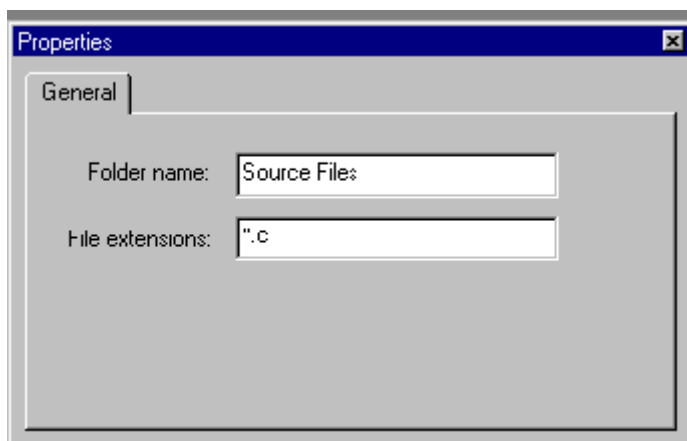 Properties
General
Folder name: Source Files
File extensions: *.c